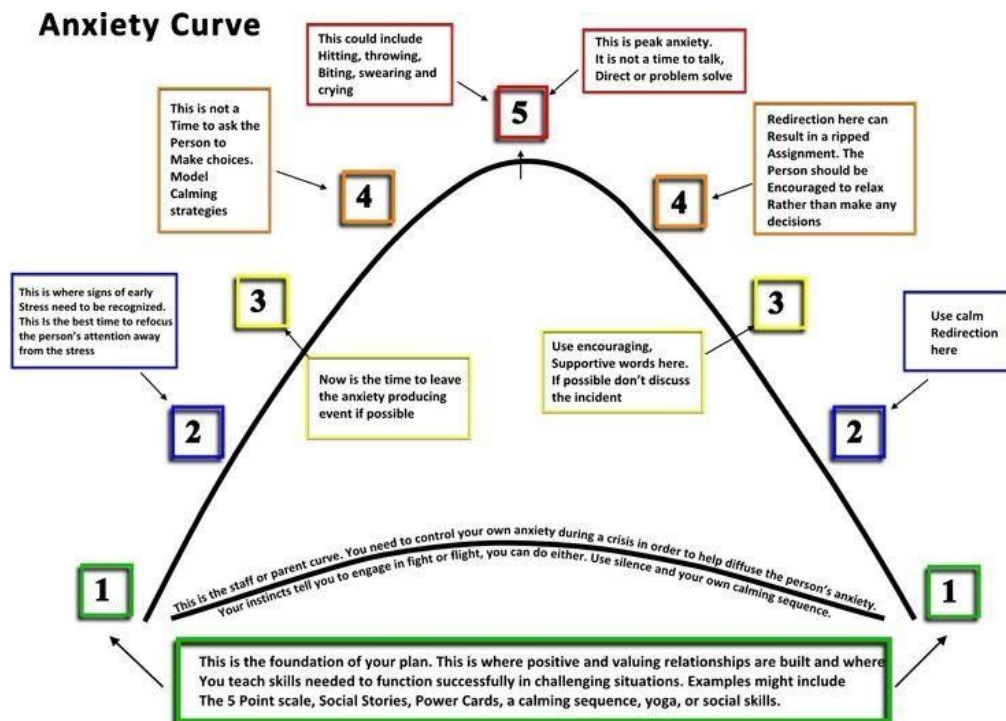 Anxiety Curve
This could include
Hitting, throwing,
Biting, swearing and
crying
This is peak anxiety.
It is not a time to talk,
Direct or problem solve
5
This is not a
Time to ask the
Person to
Make choices.
Model
Calming
strategies
4
4
Redirection here can
Result in a ripped
Assignment. The
Person should be
Encouraged to relax
Rather than make any
decisions
This is where signs of early
Stress need to be recognized.
This Is the best time to refocus
the person's attention away
from the stress
3
3
Now is the time to leave
the anxiety producing
event if possible
Use encouraging,
Supportive words here.
If possible don't discuss
the incident
Use calm
Redirection
here
2
2
This is the staff or parent curve. You need to control your own anxiety during a crisis in order to help diffuse the person's anxiety.
Your instincts tell you to engage in fight or flight, you can do either. Use silence and your own calming sequence.
1
1
This is the foundation of your plan. This is where positive and valuing relationships are built and where
You teach skills needed to function successfully in challenging situations. Examples might include
The 5 Point scale, Social Stories, Power Cards, a calming sequence, yoga, or social skills.